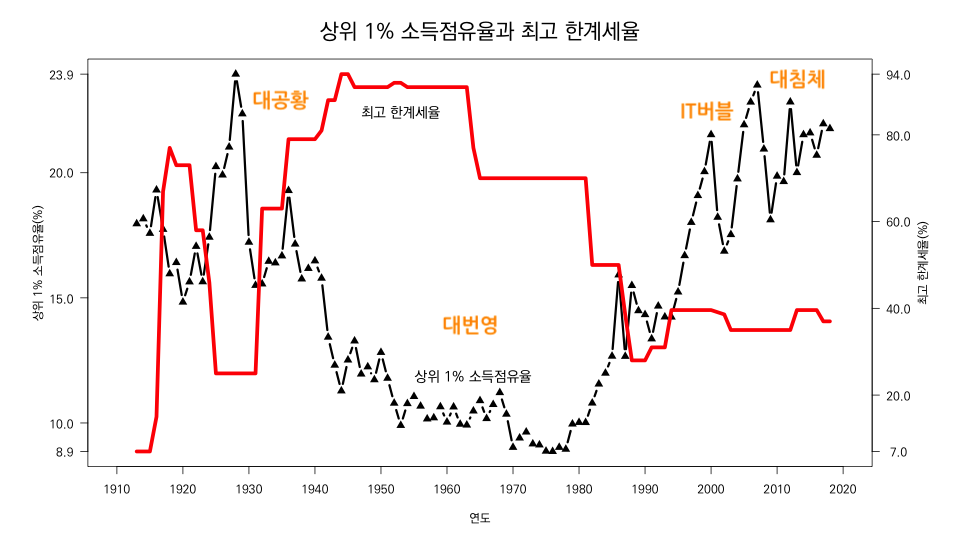 상위 1% 소득점유율과 최고 한계세율
23.9
20.0
15.0
10.0
8.9
상위 1% 소득점유율(%)
94.0
80.0
60.0
40.0
20.0
7.0
최고 한계세율(%)
대공황
최고 한계세율
IT버블
대침체
대번영
상위 1% 소득점유율
1910 1920 1930 1940 1950 1960 1970 1980 1990 2000 2010 2020
연도